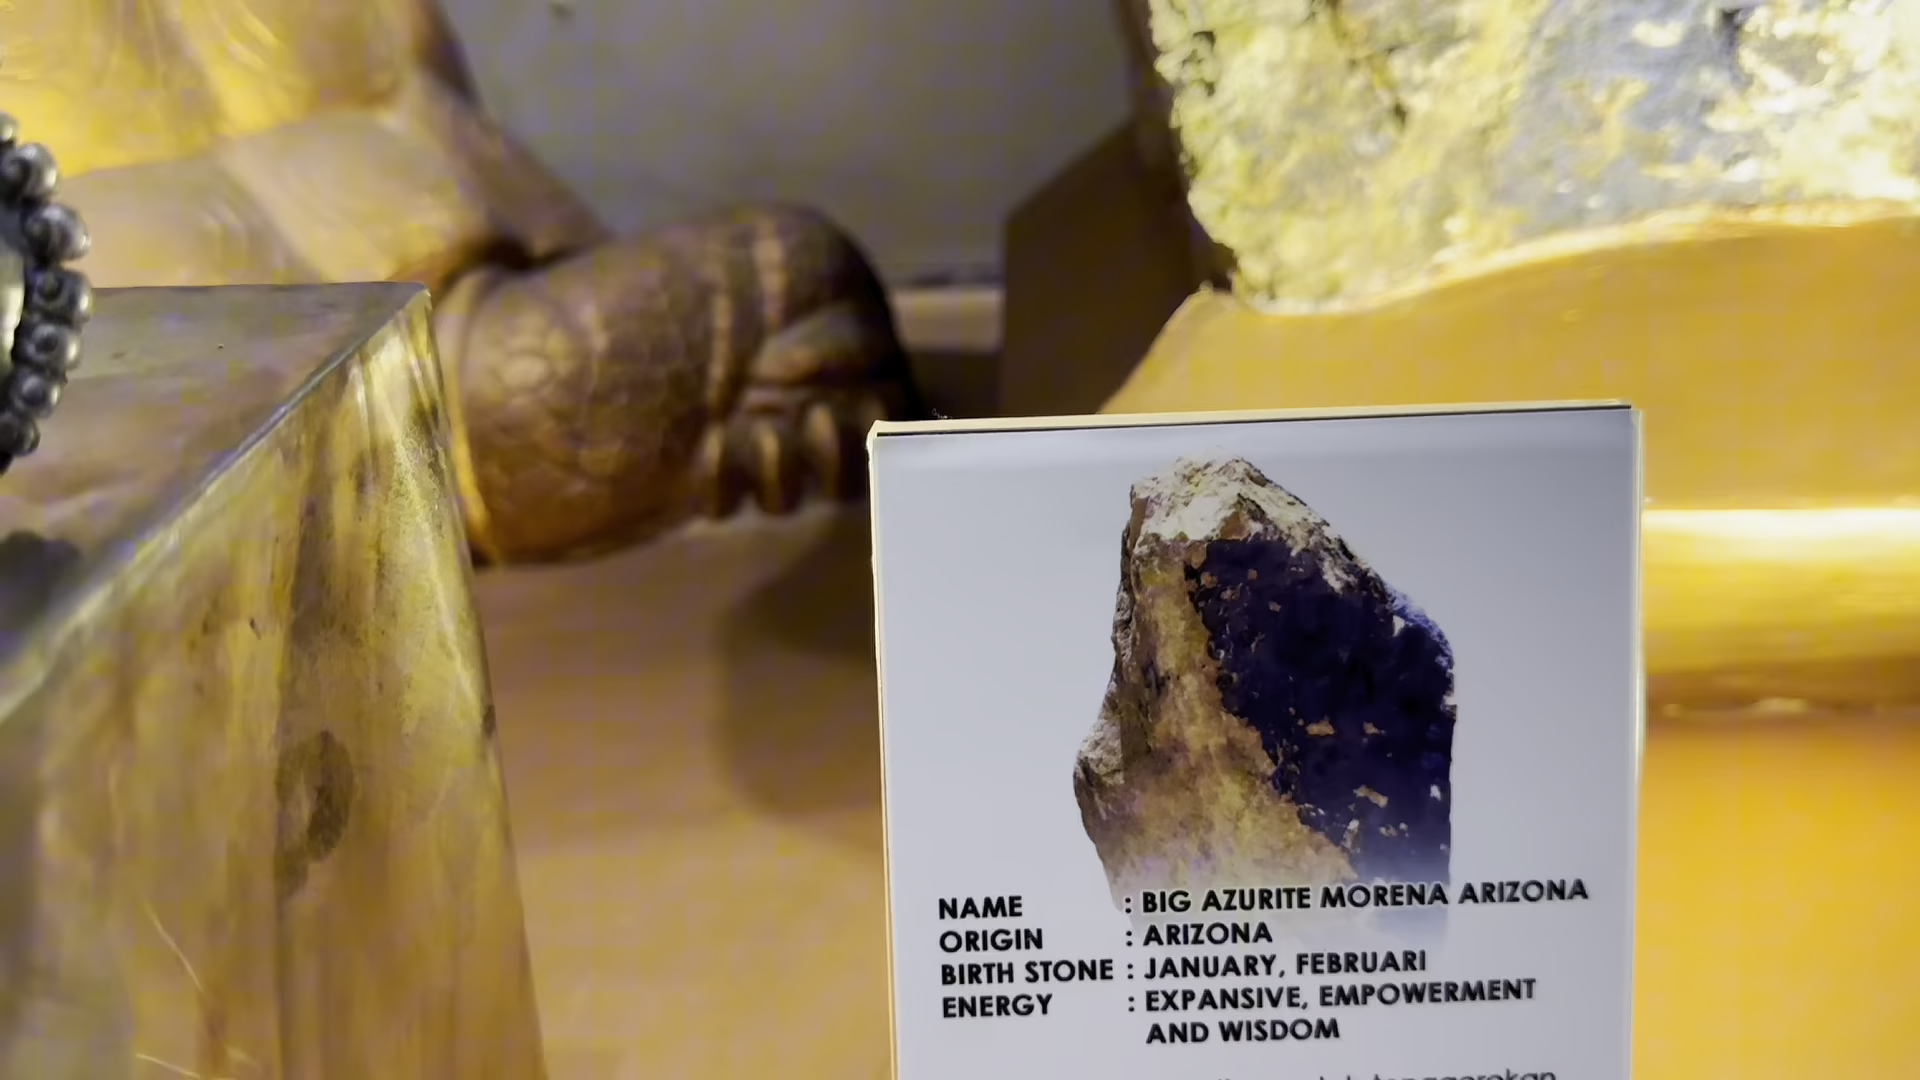 NAME : BIG AZURITE MORENA ARIZONA
ORIGIN : ARIZONA
BIRTH STONE : JANUARY, FEBRUARI
ENERGY : EXPANSIVE, EMPOWERMENT
AND WISDOM